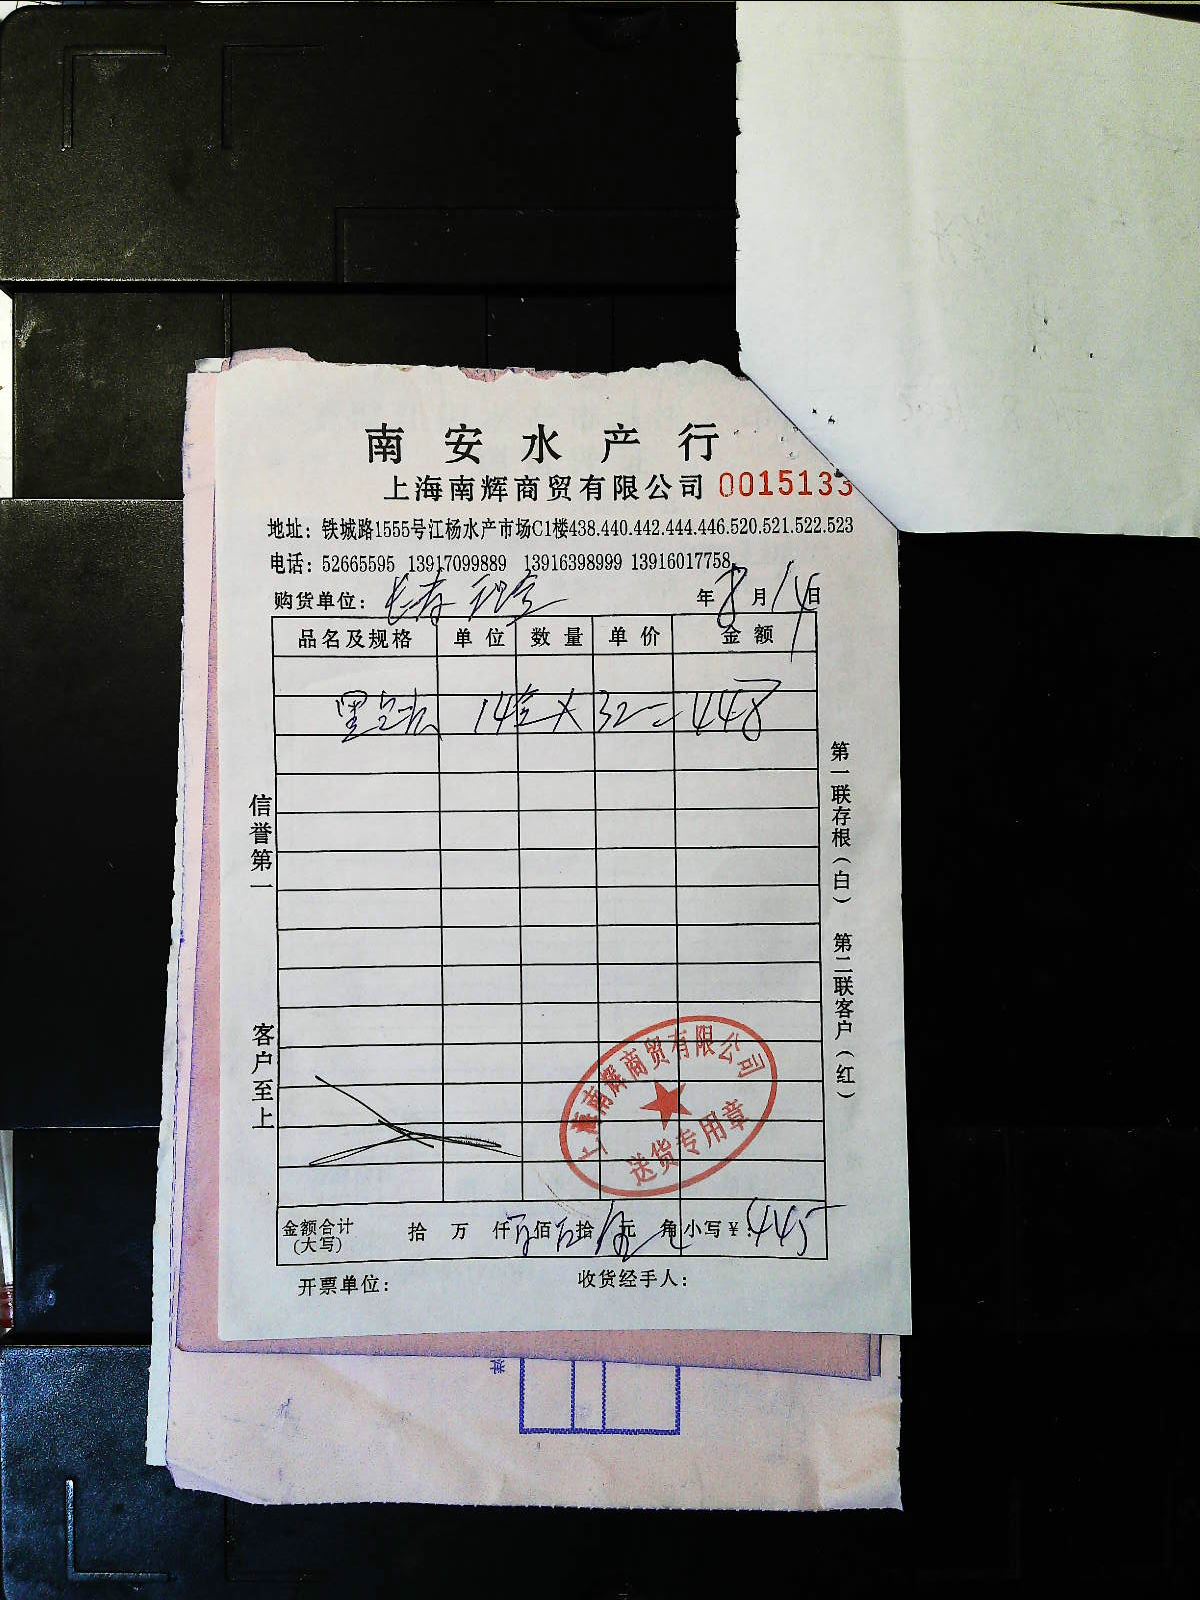 南安水产行
上海南辉商贸有限公司 0015133
地址：铁城路1555号江杨水产市场C1楼438.440.442.444.446.520.521.522.523
电话：52665595 13917099889 13916398999 13916017758
购货单位：长寿 年8月14日
品名及规格 单位 数量 单价 金额
黑 14 × 32 = 448
信誉第一
客户至上
第一联存根（白） 第二联客户（红）
上海南辉商贸有限公司
送货专用章
金额合计(大写) 拾 万 仟 佰 拾 元 角 小写￥：445
开票单位： 收货经手人：